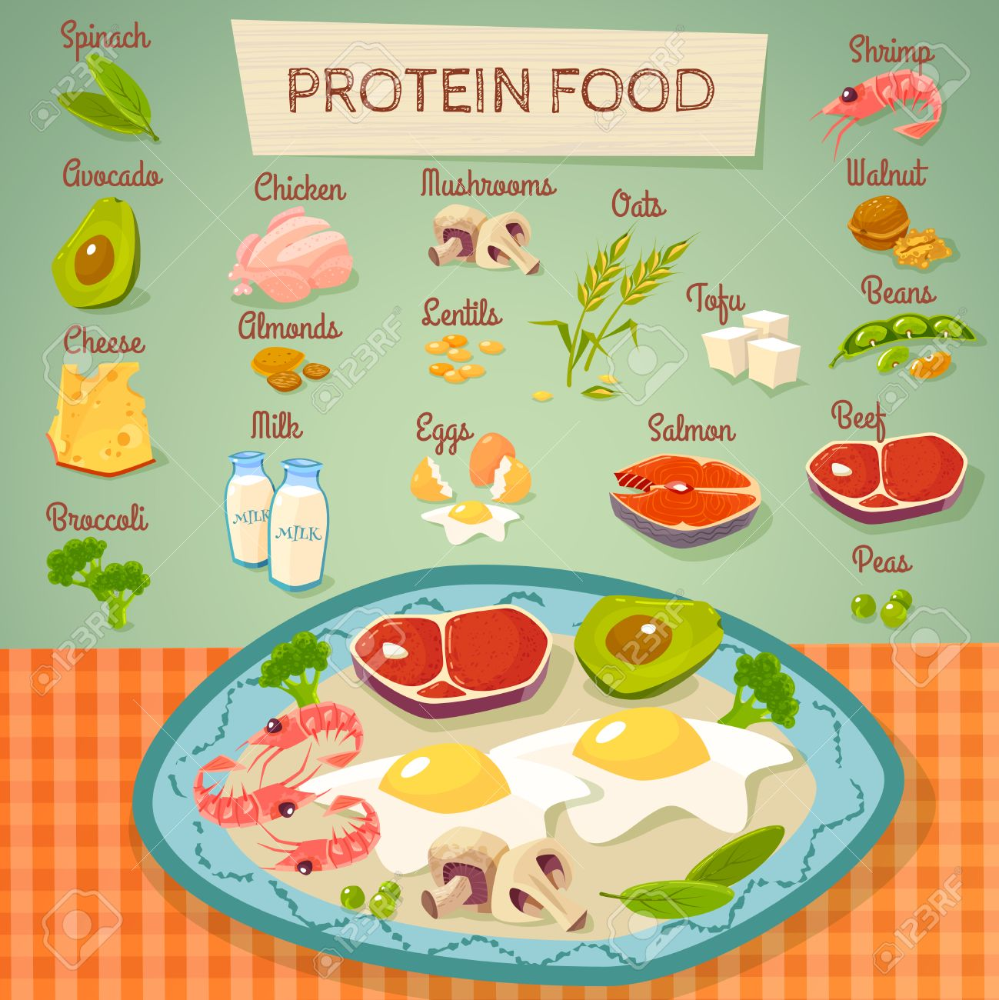 PROTEIN FOOD
Spinach
Shrimp
Avocado
Chicken
Mushrooms
Oats
Walnut
Cheese
Almonds
Lentils
Tofu
Beans
Milk
MILK
MILK
Eggs
Salmon
Beef
Broccoli
Peas
123RF